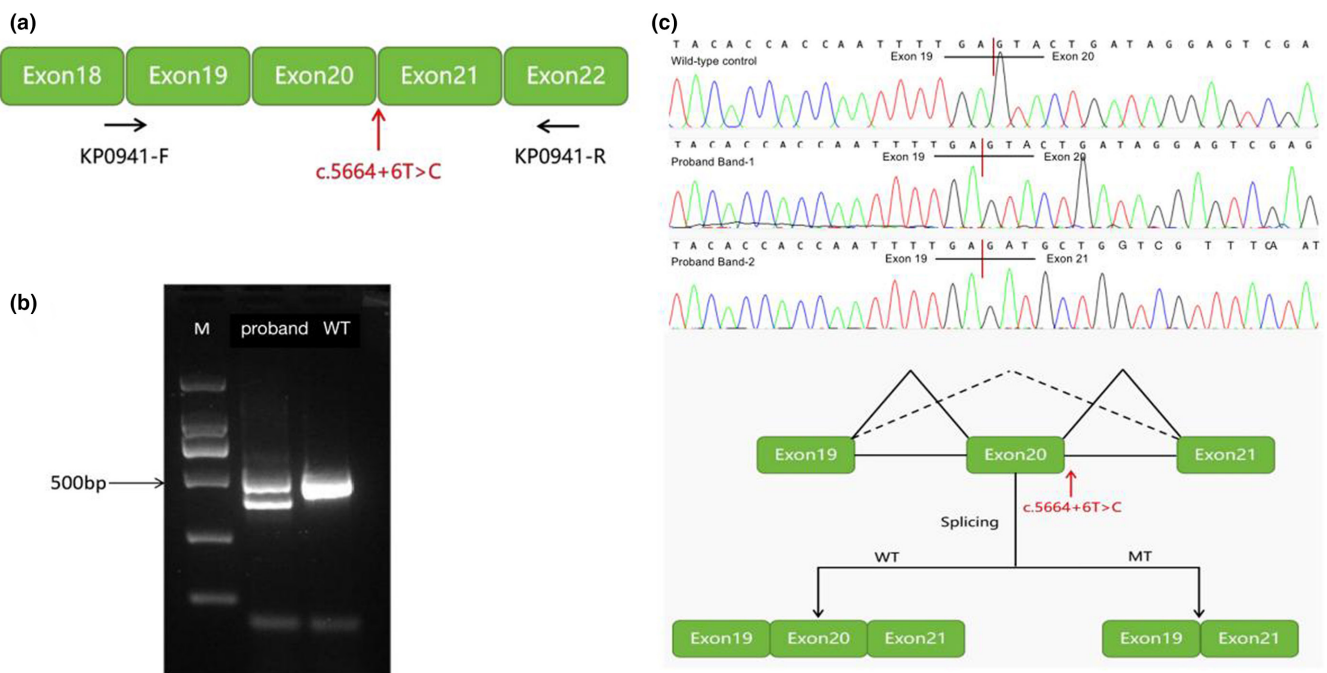 (a)
Exon18 Exon19 Exon20 Exon21 Exon22
KP0941-F
KP0941-R
c.5664+6T>C
(b)
M proband WT
500bp
(c)
T A C A C C A C C A A T T T T G A G T A C T G A T A G G A G T C G A
Wild-type control
Exon 19 Exon 20
T A C A C C A C C A A T T T T G A G T A C T G A T A G G A G T C G A G
Proband Band-1
Exon 19 Exon 20
T A C A C C A C C A A T T T T G A G A T G C T G G T C G T T T C A A T
Proband Band-2
Exon 19 Exon 21
Exon19 Exon20 Exon21
c.5664+6T>C
Splicing
WT MT
Exon19 Exon20 Exon21
Exon19 Exon21